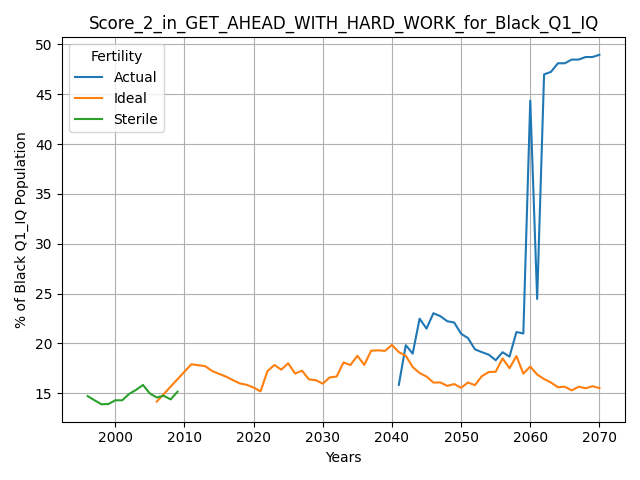 Score_2_in_GET_AHEAD_WITH_HARD_WORK_for_Black_Q1_IQ
Fertility
Actual
Ideal
Sterile
% of Black Q1_IQ Population
50
45
40
35
30
25
20
15
2000 2010 2020 2030 2040 2050 2060 2070
Years